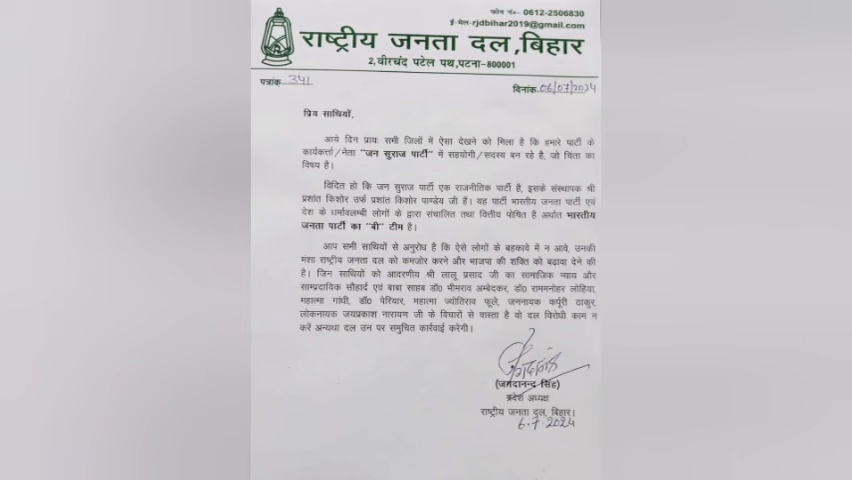 फोन नं०- 0612-2506830
ई-मेल-rjdbihar2019@gmail.com
राष्ट्रीय जनता दल,बिहार
2,वीरचंद पटेल पथ,पटना-800001
पत्रांक 341
दिनांक 06/07/2024
प्रिय साथियों,
आये दिन प्रायः सभी जिलों में ऐसा देखने को मिला है कि हमारे पार्टी के
कार्यकर्त्ता/नेता "जन सुराज पार्टी" में सहयोगी/सदस्य बन रहे है, जो चिंता का
विषय है।
विदित हो कि जन सुराज पार्टी एक राजनीतिक पार्टी है, इसके संस्थापक श्री
प्रशांत किशोर उर्फ प्रशांत किशोर पाण्डेय जी हैं। यह पार्टी भारतीय जनता पार्टी एवं
देश के धर्मावलम्बी लोगों के द्वारा संचालित तथा वित्तीय पोषित है अर्थात भारतीय
जनता पार्टी का "बी" टीम है।
आप सभी साथियों से अनुरोध है कि ऐसे लोगों के बहकावे में न आवे, उनकी
मंशा राष्ट्रीय जनता दल को कमजोर करने और भाजपा की शक्ति को बढ़ावा देने की
है। जिन साथियों को आदरणीय श्री लालू प्रसाद जी का सामाजिक न्याय और
साम्प्रदायिक सौहार्द एवं बाबा साहब डॉ० भीमराव अम्बेदकर, डॉ० राममनोहर लोहिया,
महात्मा गांधी, डॉ० पेरियार, महात्मा ज्योतिराव फूले, जननायक कर्पूरी ठाकुर,
लोकनायक जयप्रकाश नारायण जी के विचारों से वास्ता है वो दल विरोधी काम न
करें अन्यथा दल उन पर समुचित कार्रवाई करेगी।
(जगदानन्द सिंह)
प्रदेश अध्यक्ष
राष्ट्रीय जनता दल, बिहार।
6.7.2024